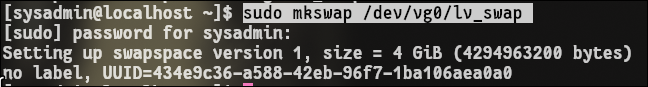 [sysadmin@localhost ~]$ sudo mkswap /dev/vg0/lv_swap
[sudo] password for sysadmin:
Setting up swapspace version 1, size = 4 GiB (4294963200 bytes)
no label, UUID=434e9c36-a588-42eb-96f7-1ba106aea0a0